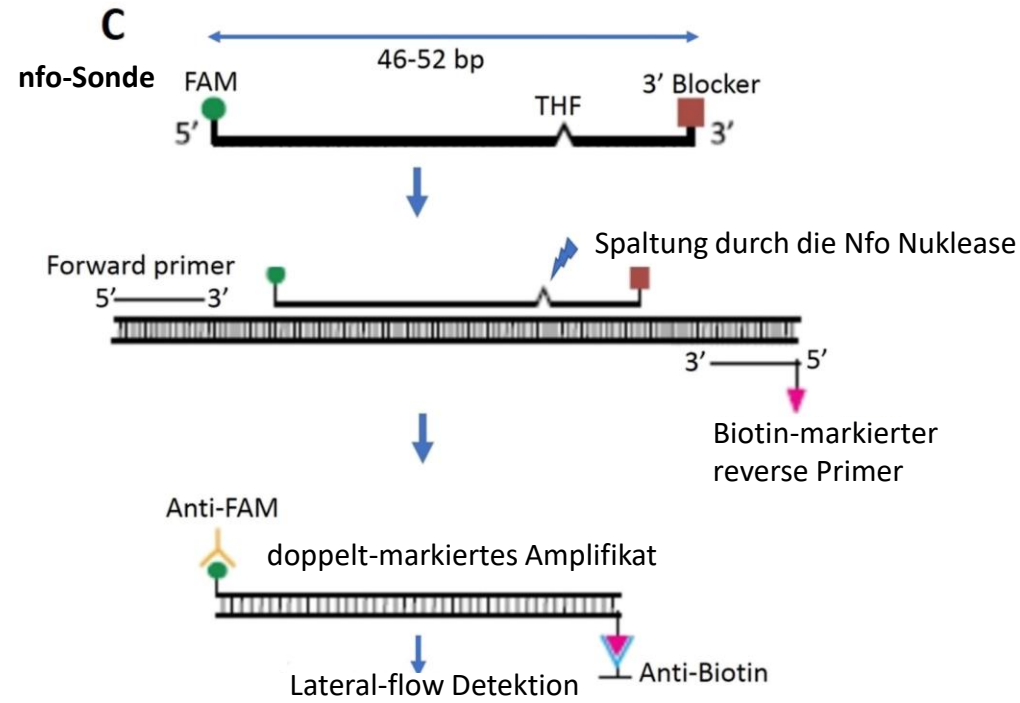 C
46-52 bp
nfo-Sonde
FAM
THF
3’ Blocker
5’
3’
Spaltung durch die Nfo Nuklease
Forward primer
5’
3’
3’
5’
Biotin-markierter
reverse Primer
Anti-FAM
doppelt-markiertes Amplifikat
Anti-Biotin
Lateral-flow Detektion